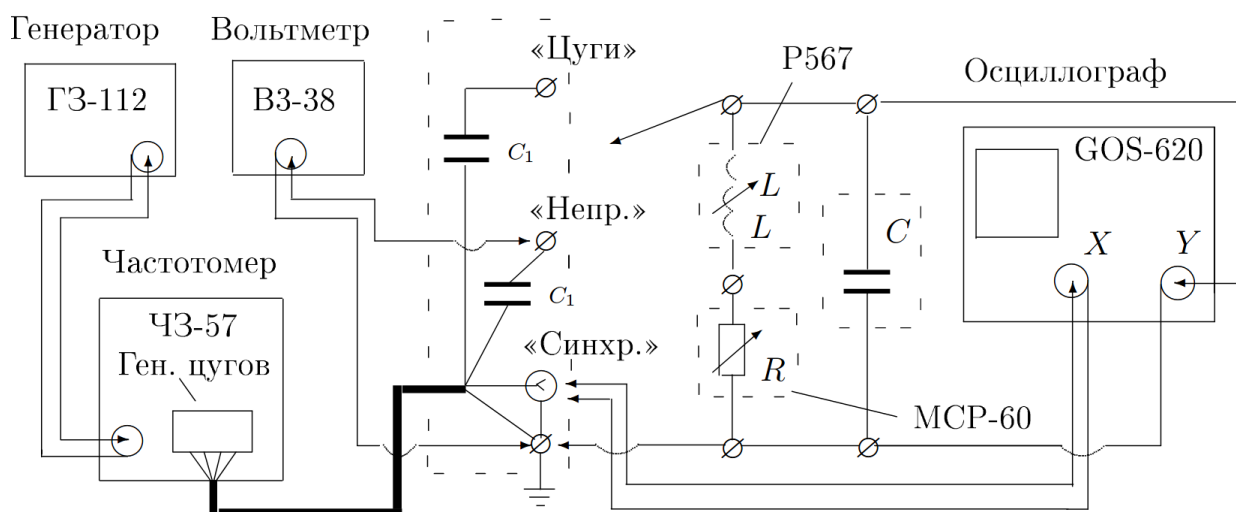 Генератор
Вольтметр
«Цуги»
Р567
Осциллограф
ГЗ-112
ВЗ-38
GOS-620
C₁
L
L
C
X
Y
«Непр.»
Частотомер
C₁
ЧЗ-57
Ген. цугов
«Синхр.»
R
МСР-60